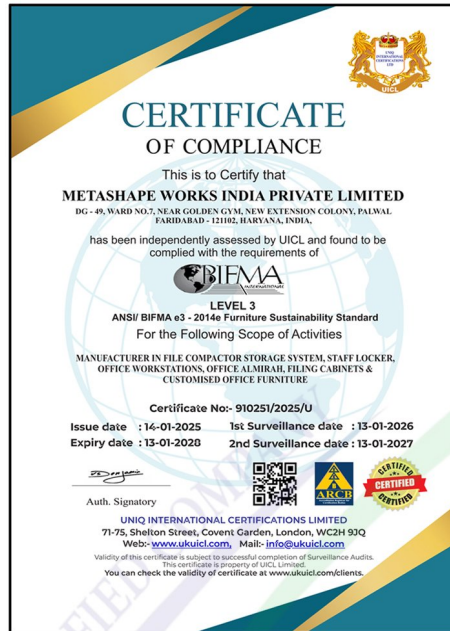 UNIQ
INTERNATIONAL
CERTIFICATIONS
LTD
UICL
CERTIFICATE
OF COMPLIANCE
This is to Certify that
METASHAPE WORKS INDIA PRIVATE LIMITED
DG - 49, WARD NO.7, NEAR GOLDEN GYM, NEW EXTENSION COLONY, PALWAL
FARIDABAD - 121102, HARYANA, INDIA,
has been independently assessed by UICL and found to be
complied with the requirements of
BIFMA
INTERNATIONAL
LEVEL 3
ANSI/ BIFMA e3 - 2014e Furniture Sustainability Standard
For the Following Scope of Activities
MANUFACTURER IN FILE COMPACTOR STORAGE SYSTEM, STAFF LOCKER,
OFFICE WORKSTATIONS, OFFICE ALMIRAH, FILING CABINETS &
CUSTOMISED OFFICE FURNITURE
Certificate No:- 910251/2025/U
Issue date : 14-01-2025 1st Surveillance date : 13-01-2026
Expiry date : 13-01-2028 2nd Surveillance date : 13-01-2027
Auth. Signatory
ARCB
CERTIFIED
CERTIFIED
CERTIFIED
UNIQ INTERNATIONAL CERTIFICATIONS LIMITED
71-75, Shelton Street, Covent Garden, London, WC2H 9JQ
Web:- www.ukuicl.com, Mail:- info@ukuicl.com
Validity of this certificate is subject to successful completion of Surveillance Audits.
This certificate is property of UICL Limited.
You can check the validity of certificate at www.ukuicl.com/clients.